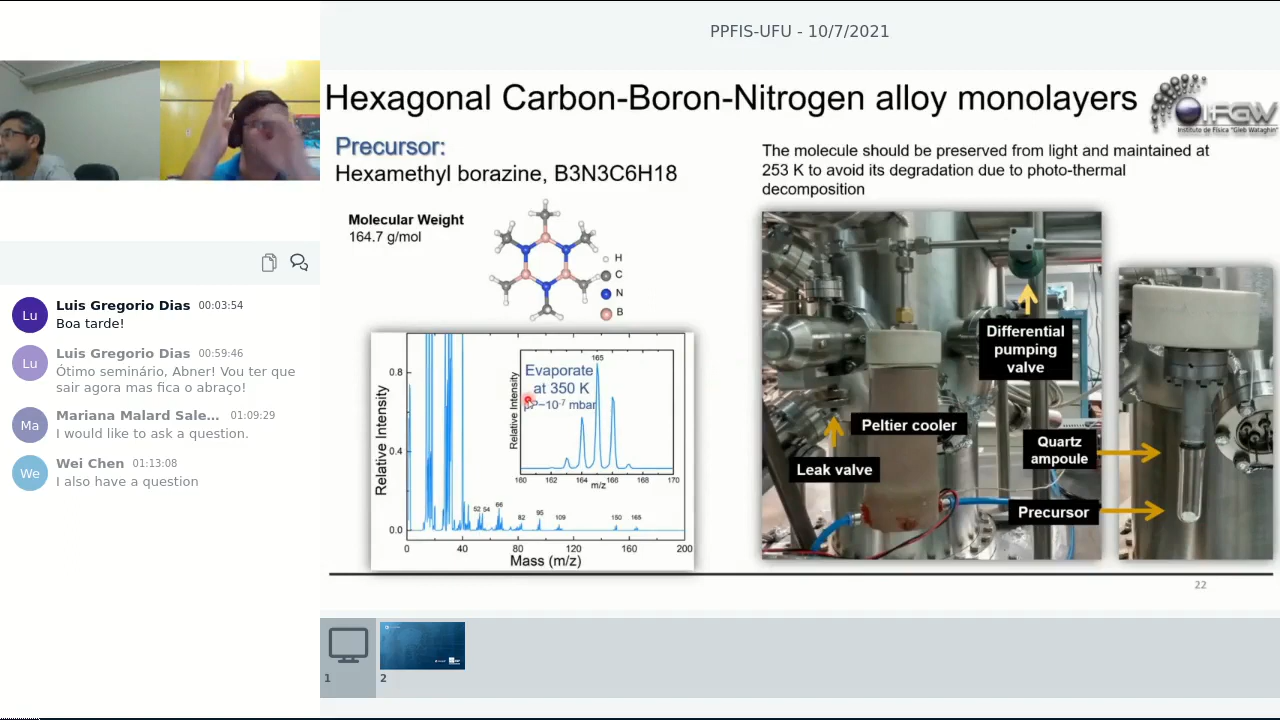 PPFIS-UFU - 10/7/2021
Hexagonal Carbon-Boron-Nitrogen alloy monolayers
IFGW
Instituto de Física "Gleb Wataghin"
Precursor:
Hexamethyl borazine, B3N3C6H18
Molecular Weight
164.7 g/mol
H
C
N
B
The molecule should be preserved from light and maintained at
253 K to avoid its degradation due to photo-thermal
decomposition
Relative Intensity
0.8
0.4
0.0
0 40 80 120 160 200
Mass (m/z)
52 54 66 82 95 109 150 165
Relative Intensity
165
Evaporate
at 350 K
pP~10-7 mbar
160 162 164 166 168 170
m/z
Differential
pumping
valve
Peltier cooler
Leak valve
Quartz
ampoule
Precursor
22
Lu
Luis Gregorio Dias 00:03:54
Boa tarde!
Lu
Luis Gregorio Dias 00:59:46
Ótimo seminário, Abner! Vou ter que
sair agora mas fica o abraço!
Ma
Mariana Malard Sale... 01:09:29
I would like to ask a question.
We
Wei Chen 01:13:08
I also have a question
1
2